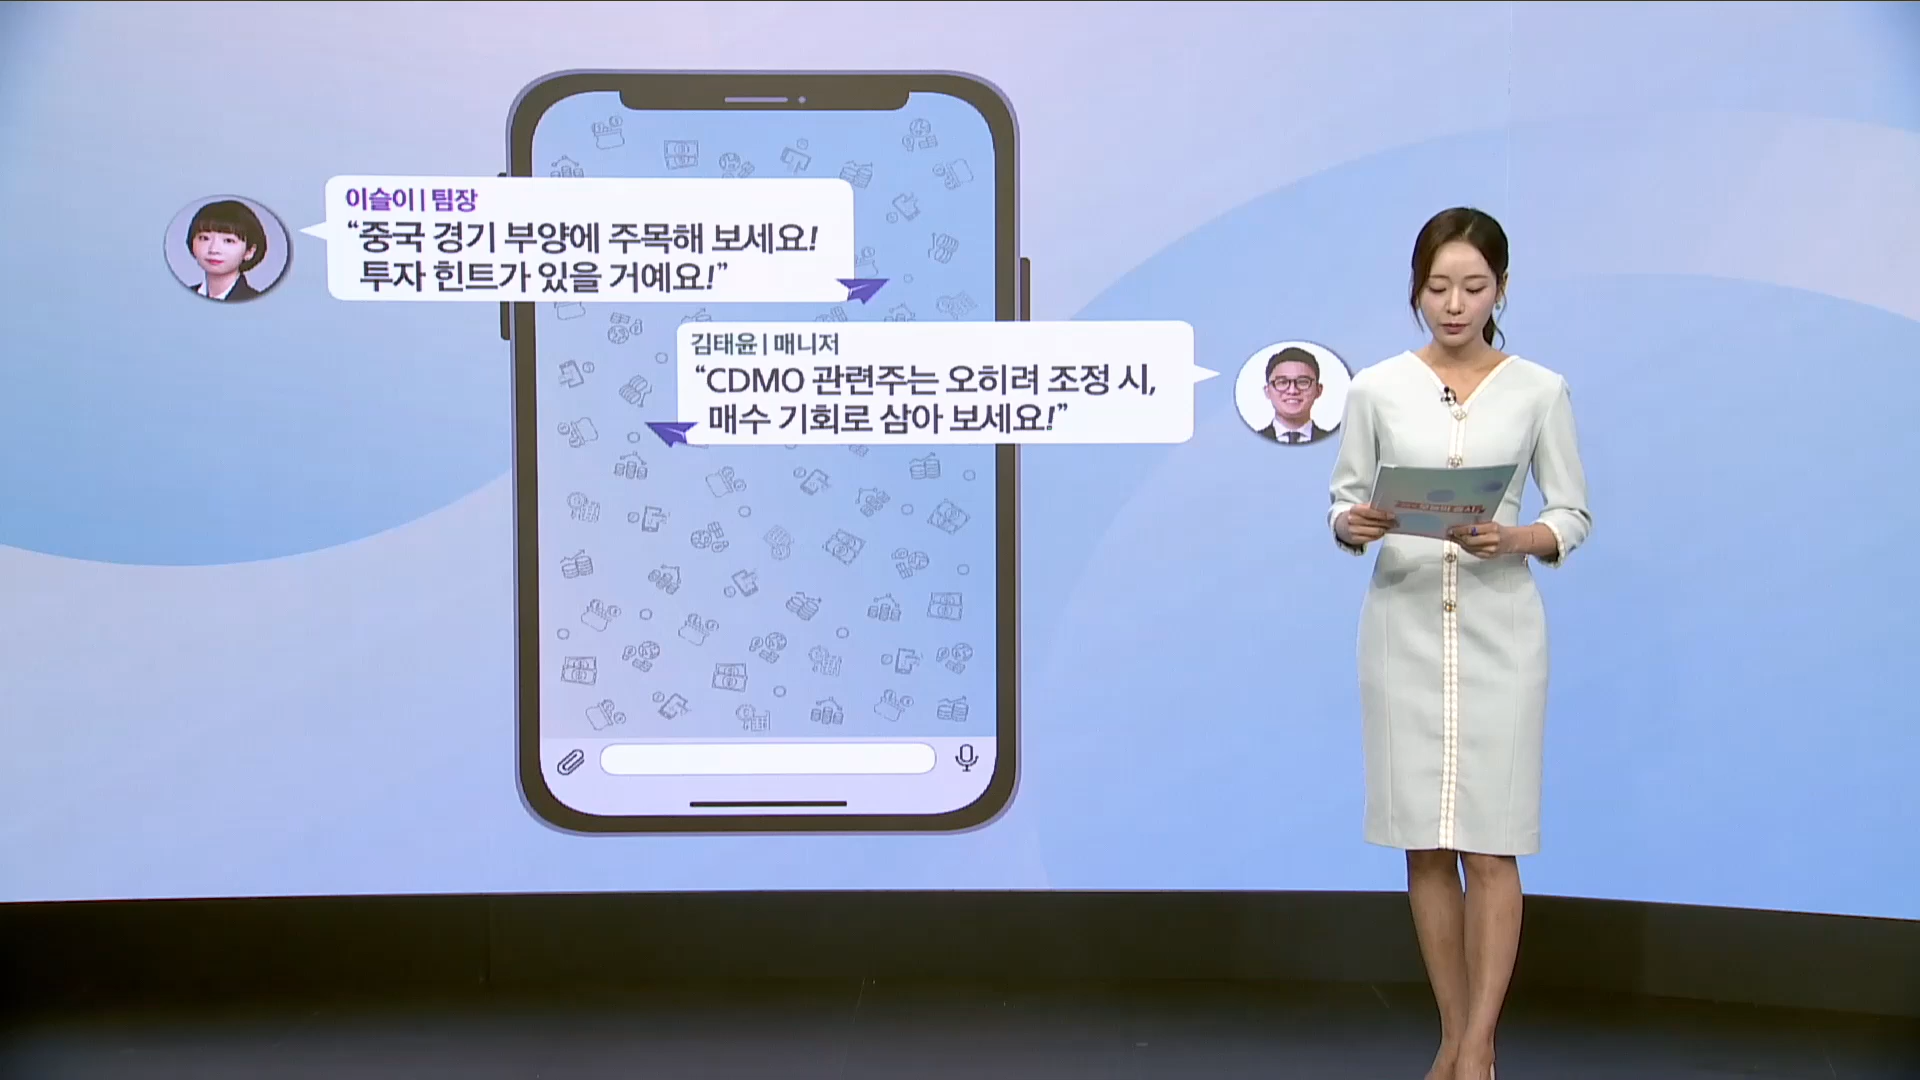 이슬이 | 팀장
“중국 경기 부양에 주목해 보세요!
투자 힌트가 있을 거예요!”
김태윤 | 매니저
“CDMO 관련주는 오히려 조정 시,
매수 기회로 삼아 보세요!”